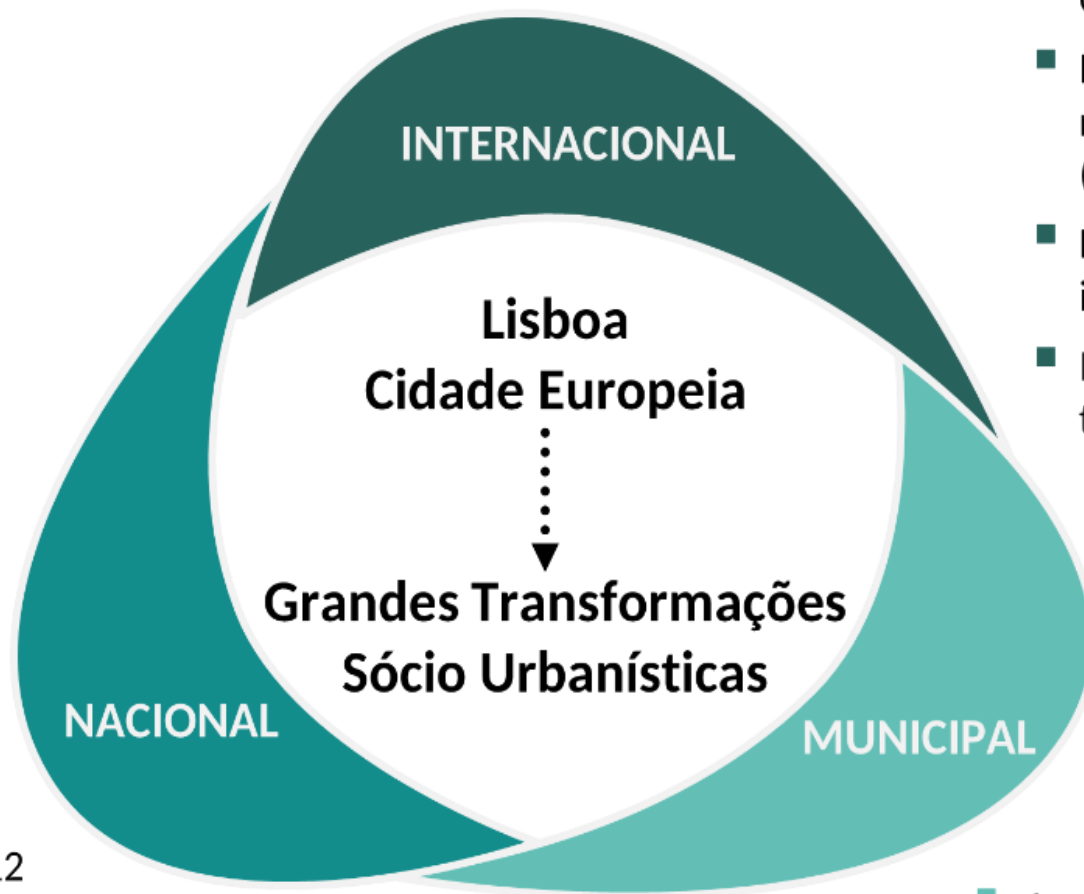 INTERNACIONAL
Lisboa
Cidade Europeia
Grandes Transformações
Sócio Urbanísticas
NACIONAL
MUNICIPAL